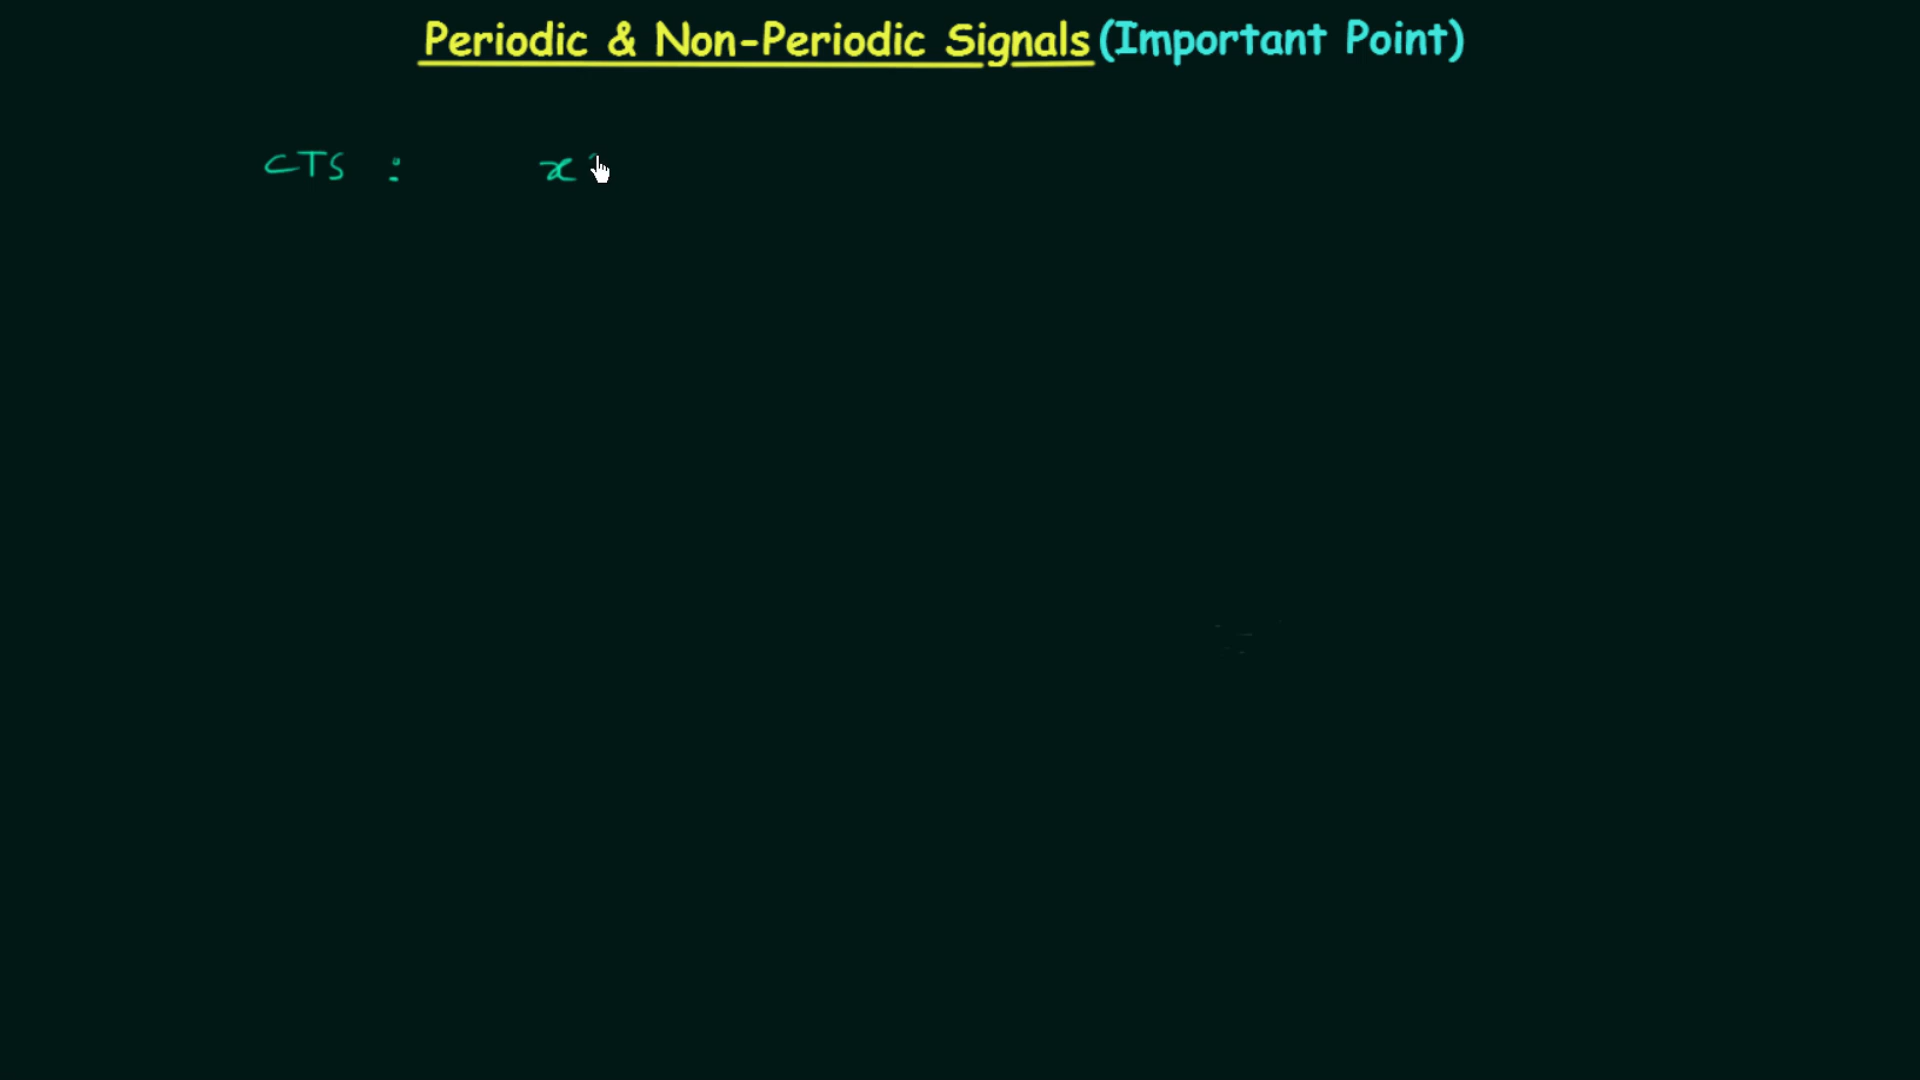 Periodic & Non-Periodic Signals (Important Point)
CTS : x